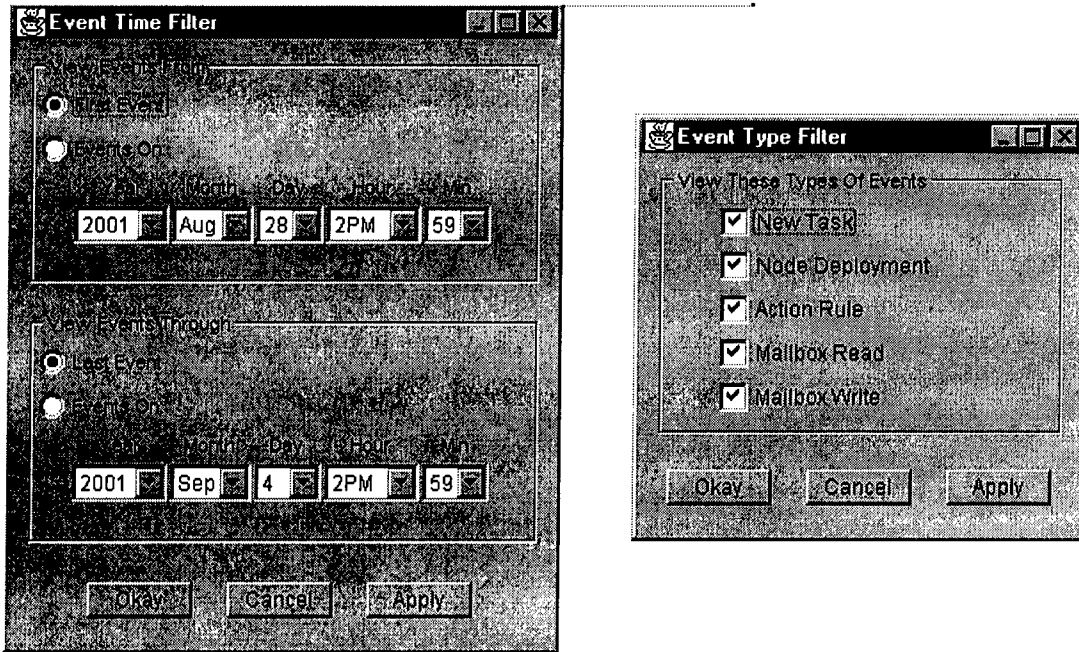 Event Time Filter
View Events From
First Event
Events On
Year Month Day Hour Min
2001 Aug 28 2PM 59
View Events Through
Last Event
Events On
Year Month Day Hour Min
2001 Sep 4 2PM 59
Okay Cancel Apply
Event Type Filter
View These Types Of Events
New Task
Node Deployment
Action Rule
Mailbox Read
Mailbox Write
Okay Cancel Apply